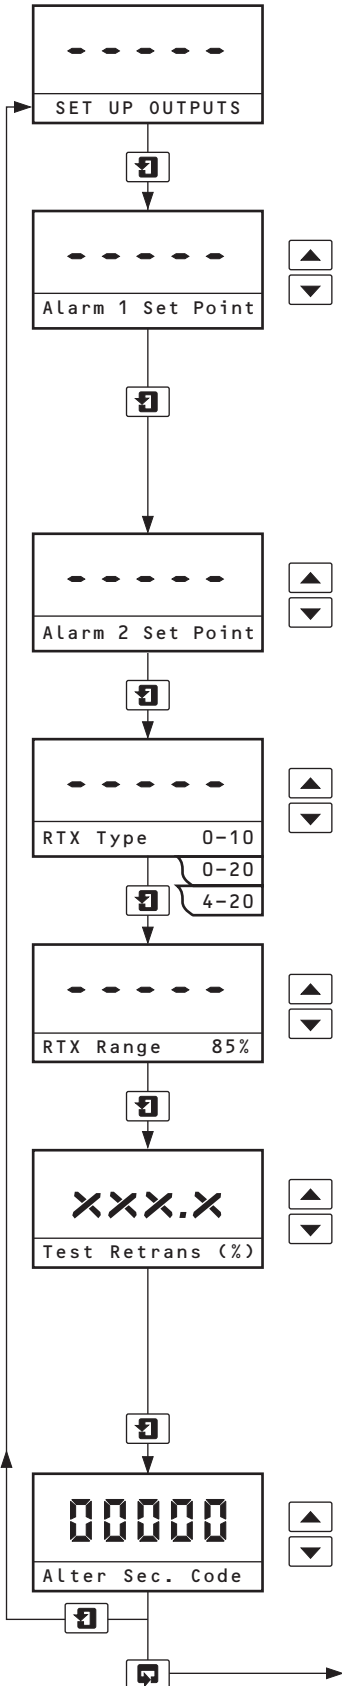 - - - - -
SET UP OUTPUTS
- - - - -
Alarm 1 Set Point
- - - - -
Alarm 2 Set Point
- - - - -
RTX Type 0-10
0-20
4-20
- - - - -
RTX Range 85%
XXX.X
Test Retrans (%)
00000
Alter Sec. Code